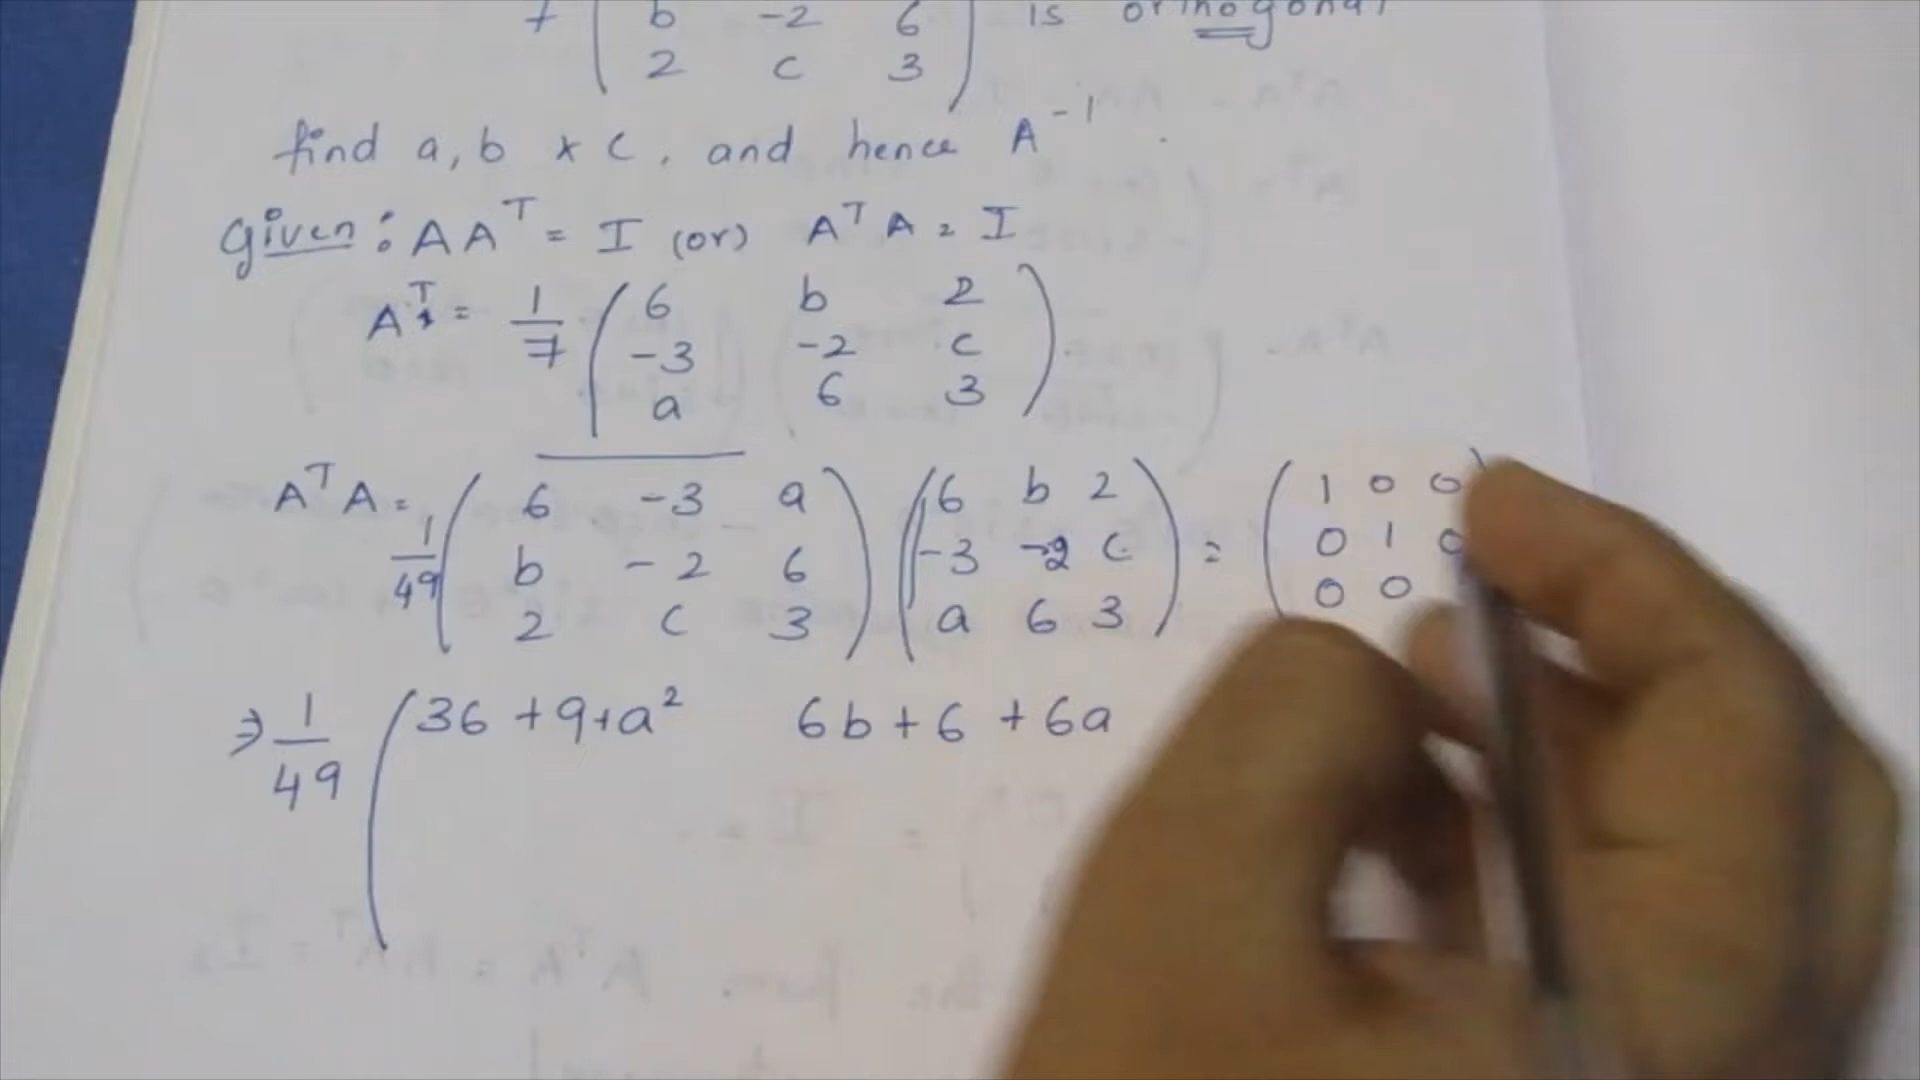 7 ( b -2 6 ) is orthogonal
2 c 3
find a, b & c, and hence A⁻¹.
Given: AAᵀ = I (or) AᵀA = I
Aᵀ = 1/7 ( 6 b 2
-3 -2 c
a 6 3 )
AᵀA = 1/49 ( 6 -3 a
b -2 6
2 c 3 ) ( 6 b 2
-3 -2 c
a 6 3 ) = ( 1 0 0
0 1 0
0 0
⇒ 1/49 ( 36 + 9 + a² 6b + 6 + 6a